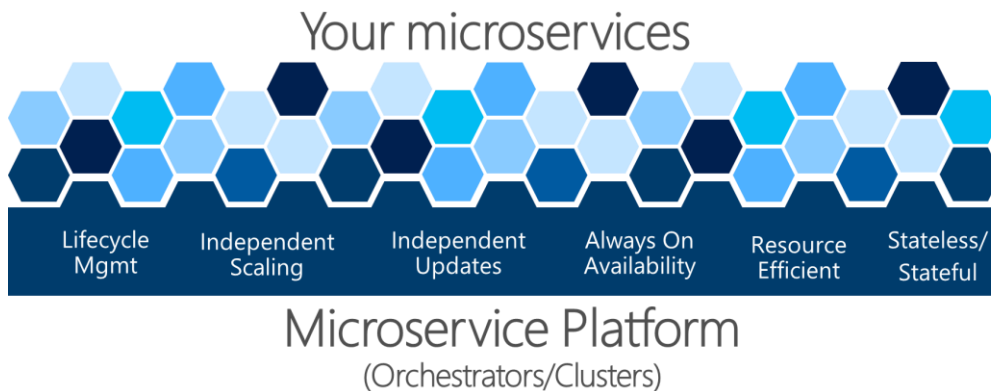 Your microservices
Lifecycle
Mgmt
Independent
Scaling
Independent
Updates
Always On
Availability
Resource
Efficient
Stateless/
Stateful
Microservice Platform
(Orchestrators/Clusters)